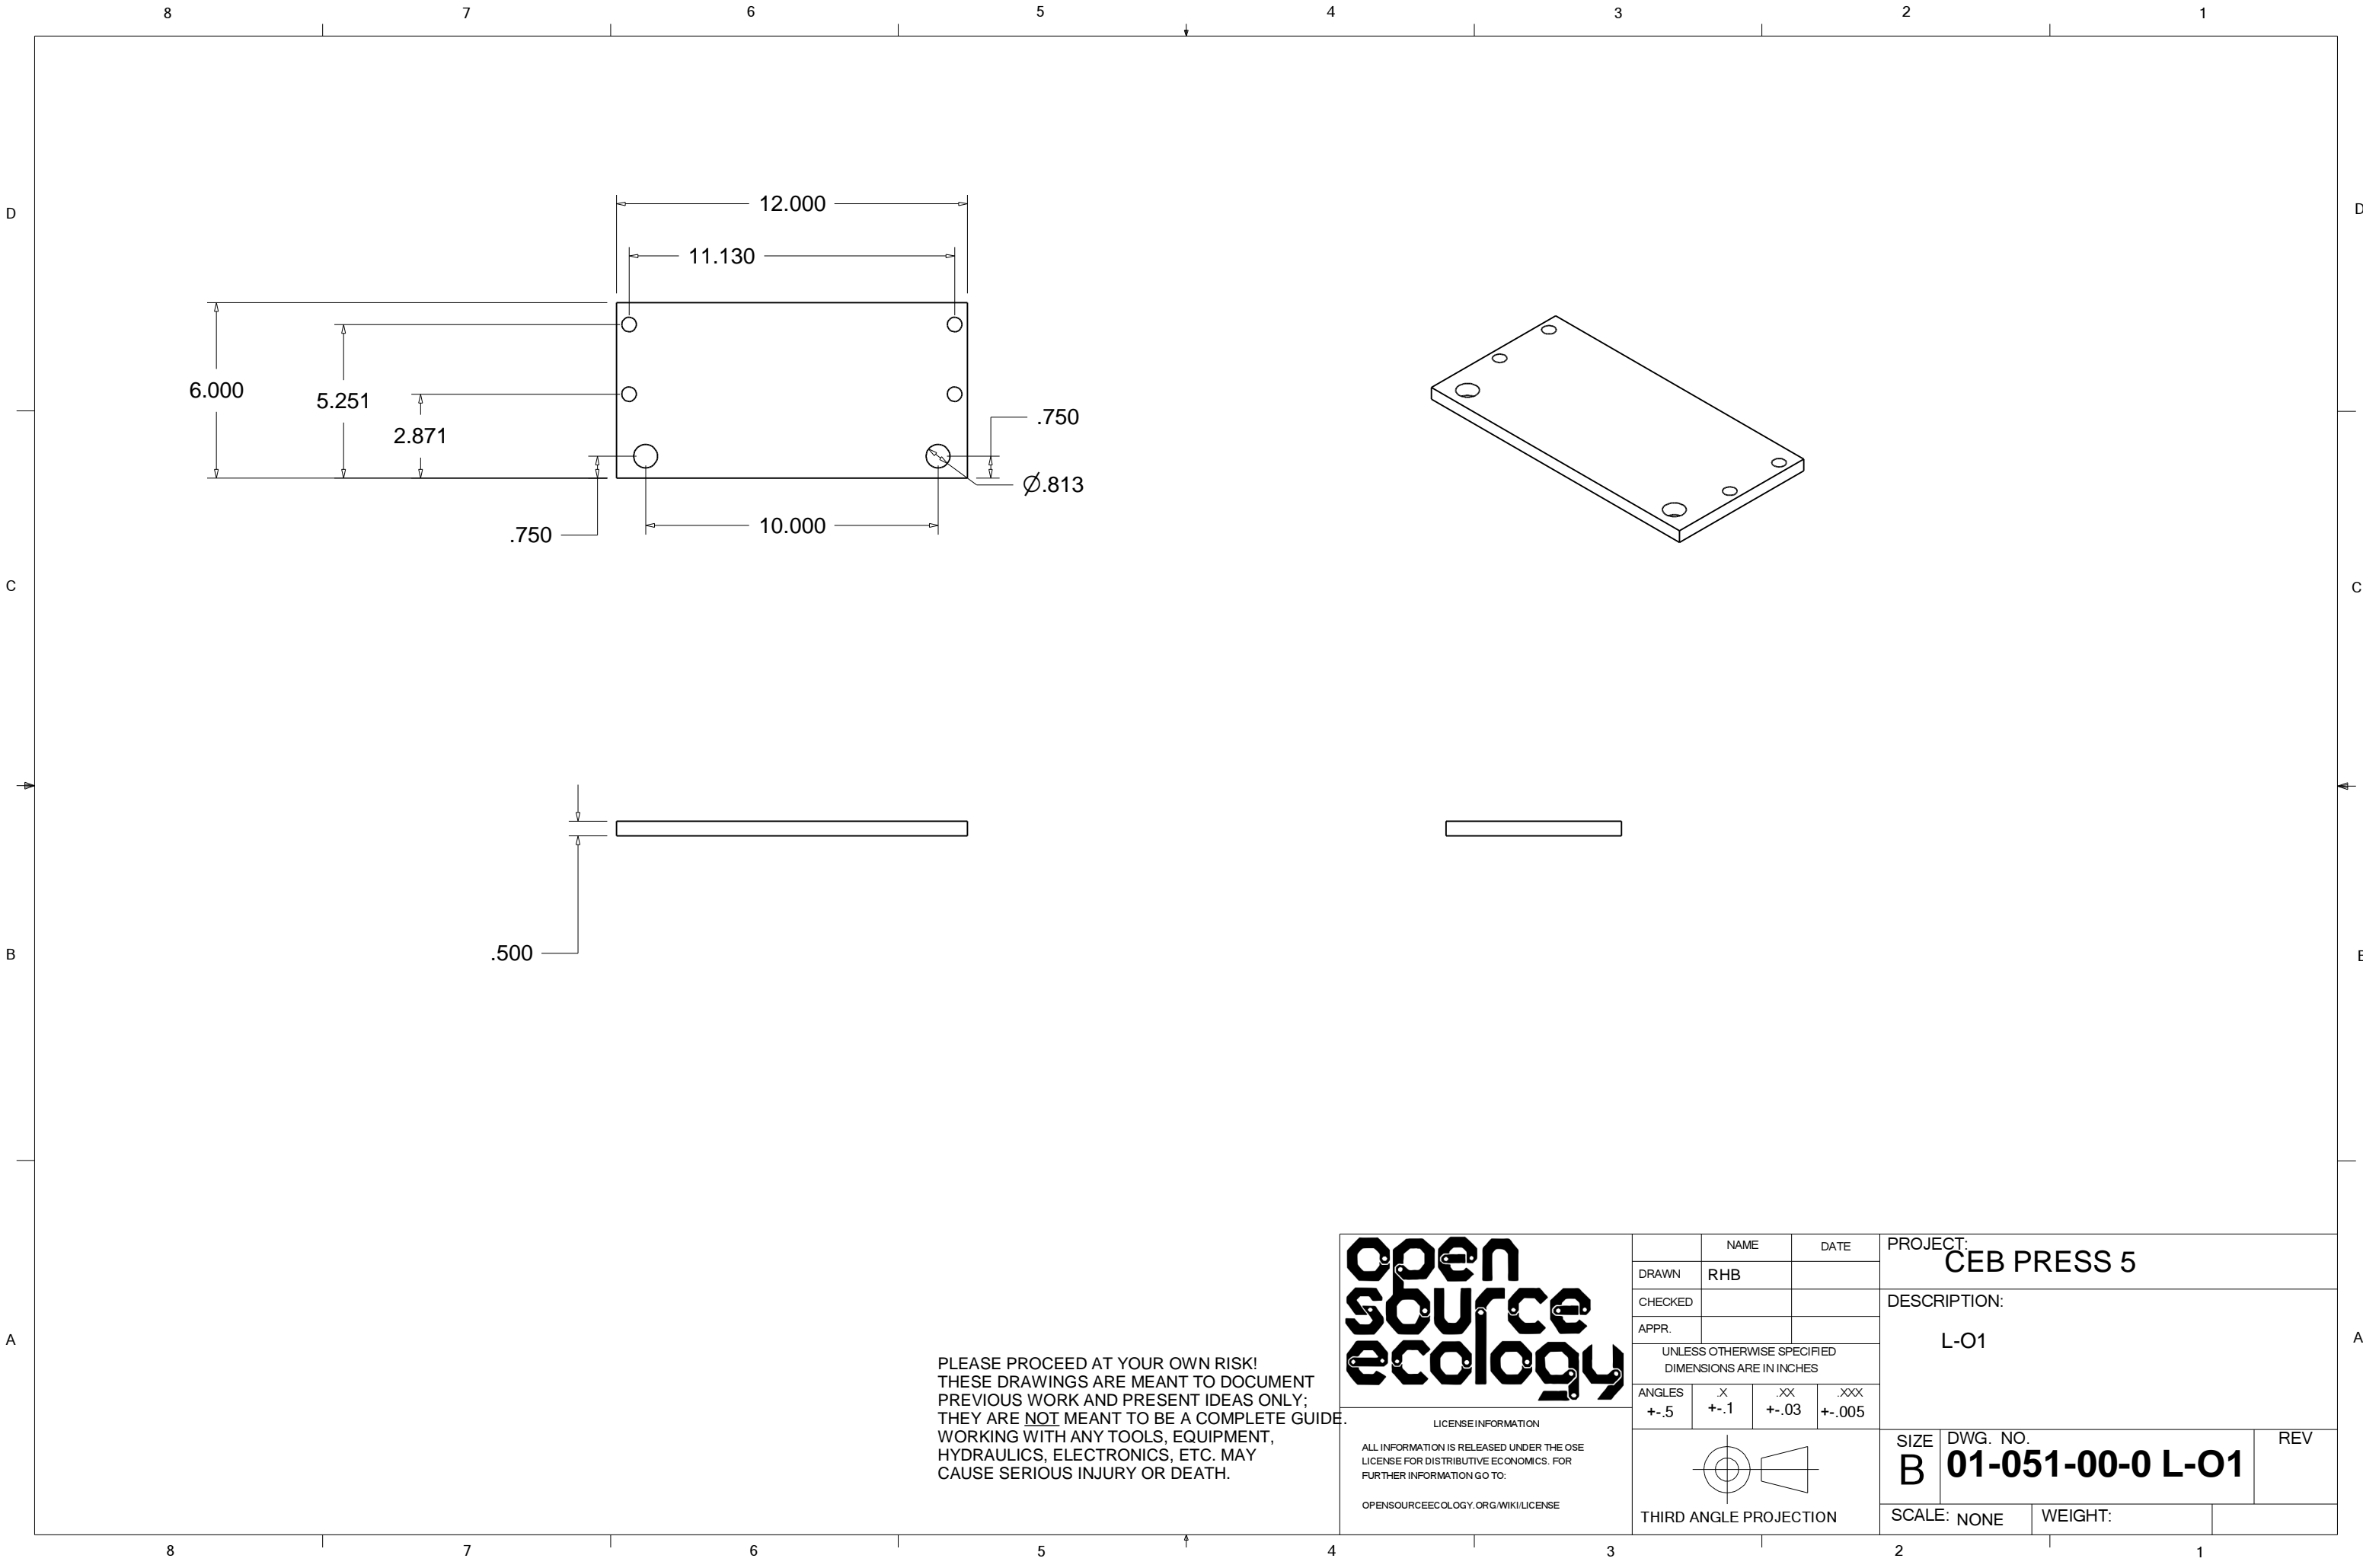 8 7 6 5 4 3 2 1
D D
12.000
11.130
6.000
5.251
2.871
.750
Ø.813
.750
10.000
C C
.500
B B
A A
PLEASE PROCEED AT YOUR OWN RISK!
THESE DRAWINGS ARE MEANT TO DOCUMENT
PREVIOUS WORK AND PRESENT IDEAS ONLY;
THEY ARE NOT MEANT TO BE A COMPLETE GUIDE.
WORKING WITH ANY TOOLS, EQUIPMENT,
HYDRAULICS, ELECTRONICS, ETC. MAY
CAUSE SERIOUS INJURY OR DEATH.
open
source
ecology
LICENSE INFORMATION
ALL INFORMATION IS RELEASED UNDER THE OSE
LICENSE FOR DISTRIBUTIVE ECONOMICS. FOR
FURTHER INFORMATION GO TO:
OPENSOURCEECOLOGY.ORG/WIKI/LICENSE
NAME DATE
DRAWN RHB
CHECKED
APPR.
UNLESS OTHERWISE SPECIFIED
DIMENSIONS ARE IN INCHES
ANGLES .X .XX .XXX
+-.5 +-.1 +-.03 +-.005
THIRD ANGLE PROJECTION
PROJECT:
CEB PRESS 5
DESCRIPTION:
L-O1
SIZE DWG. NO. REV
B 01-051-00-0 L-O1
SCALE: NONE WEIGHT:
8 7 6 5 4 3 2 1